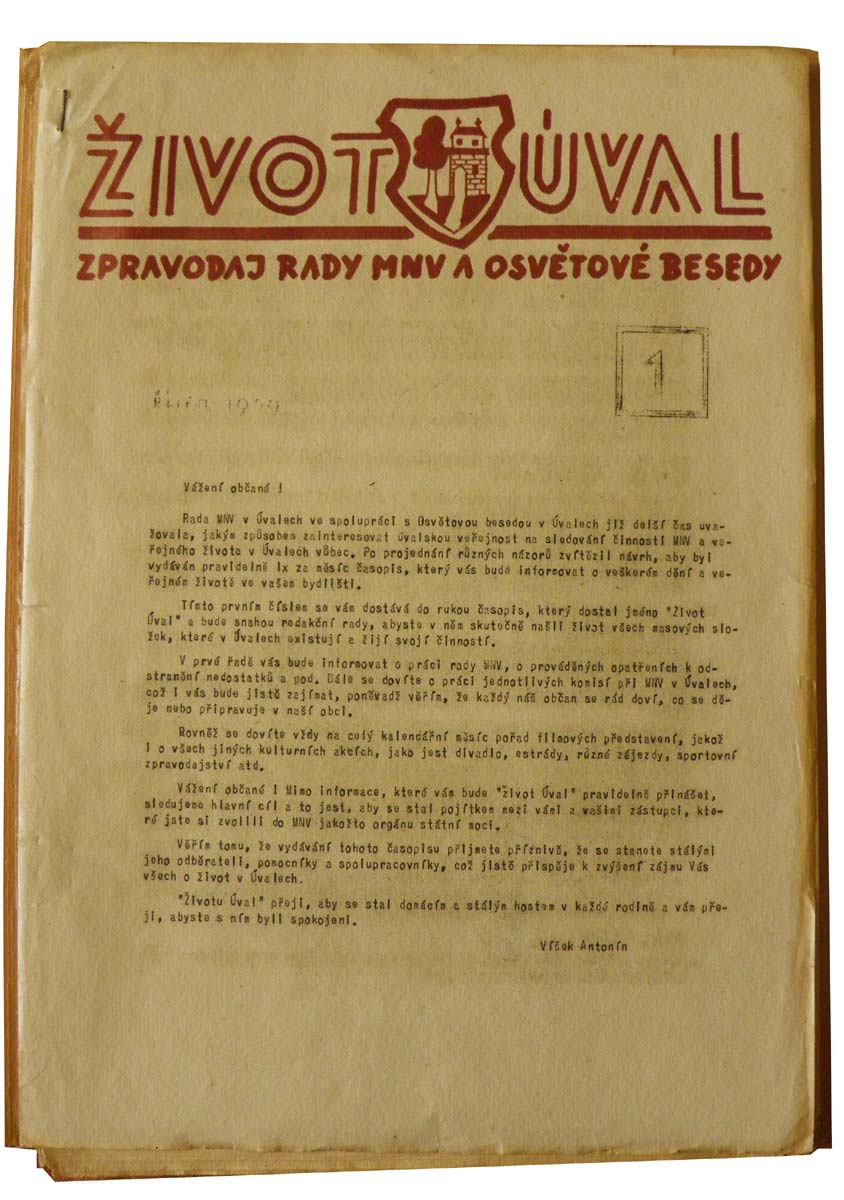 ŽIVOT ÚVAL
ZPRAVODAJ RADY MNV A OSVĚTOVÉ BESEDY
1
Vážení občané !
Rada MNV v Úvalech ve spolupráci s Osvětovou besedou v Úvalech již delší čas uva-
žovala, jakým způsobem zainteresovat úvalskou veřejnost na sledování činnosti MNV a ve-
řejného života v Úvalech vůbec. Po projednání různých názorů zvítězil návrh, aby byl
vydáván pravidelně 1x za měsíc časopis, který vás bude informovat o veškerém dění a ve-
řejném životě ve vašem bydlišti.
Tímto prvním číslem se vám dostává do rukou časopis, který dostal jméno "Život
Úval" a bude snahou redakční rady, abyste v něm skutečně našli život všech masových slo-
žek, které v Úvalech existují a žijí svojí činností.
V prvé řadě vás bude informovat o práci rady MNV, o prováděných opatřeních k od-
stranění nedostatků a pod. Dále se dovíte o práci jednotlivých komisí při MNV v Úvalech,
což i vás bude jistě zajímat, poněvadž věřím, že každý náš občan se rád doví, co se dě-
je nebo připravuje v naší obci.
Rovněž se dovíte vždy na celý kalendářní měsíc pořad filmových představení, jakož
i o všech jiných kulturních akcích, jako jest divadlo, estrády, různé zájezdy, sportovní
zpravodajství atd.
Vážení občané ! Mimo informace, které vám bude "Život Úval" pravidelně přinášet,
sledujeme hlavní cíl a to jest, aby se stal pojítkem mezi vámi a vašimi zástupci, kte-
ré jste si zvolili do MNV jakožto orgánu státní moci.
Věřím tomu, že vydávání tohoto časopisu přijmete příznivě, že se stanete stálými
jeho odběrateli, pomocníky a spolupracovníky, což jistě přispěje k zvýšení zájmu Vás
všech o život v Úvalech.
"Životu Úval" přeji, aby se stal domácím a stálým hostem v každé rodině a vám pře-
ji, abyste s ním byli spokojeni.
Víšek Antonín